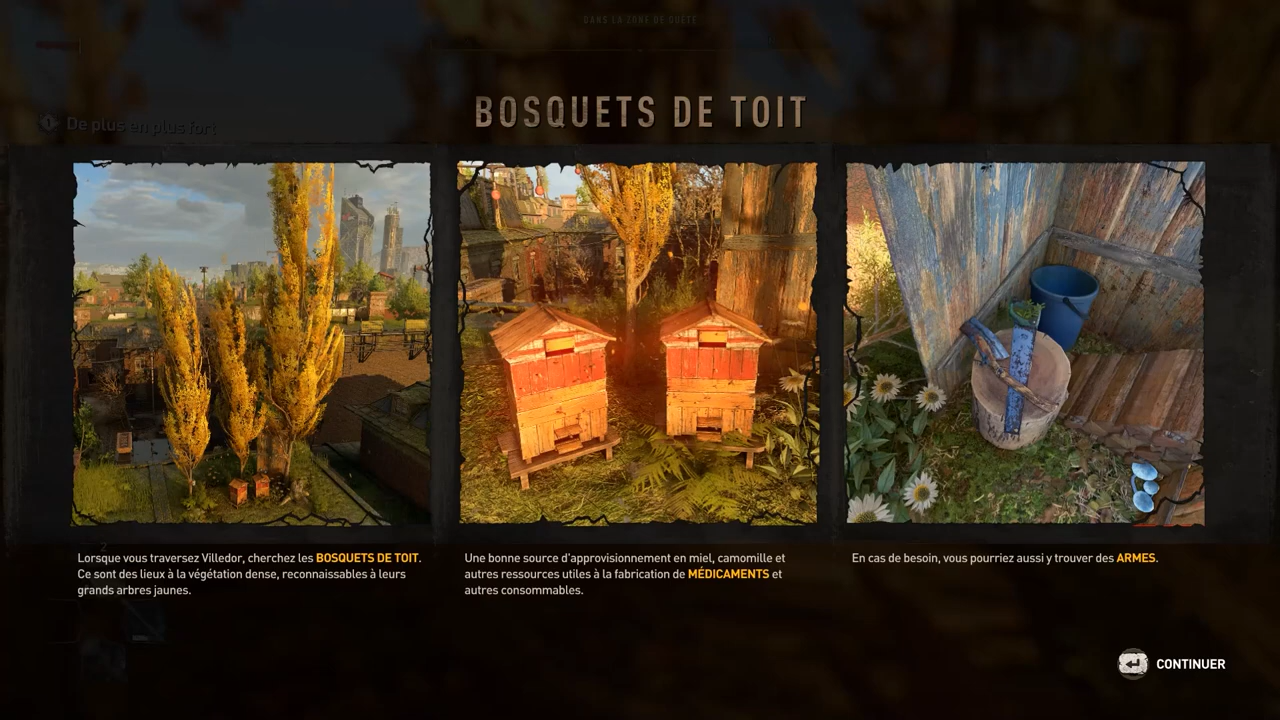 DANS LA ZONE DE QUÊTE
BOSQUETS DE TOIT
1 De plus en plus fort
Lorsque vous traversez Villedor, cherchez les BOSQUETS DE TOIT.
Ce sont des lieux à la végétation dense, reconnaissables à leurs
grands arbres jaunes.
Une bonne source d'approvisionnement en miel, camomille et
autres ressources utiles à la fabrication de MÉDICAMENTS et
autres consommables.
En cas de besoin, vous pourriez aussi y trouver des ARMES.
CONTINUER